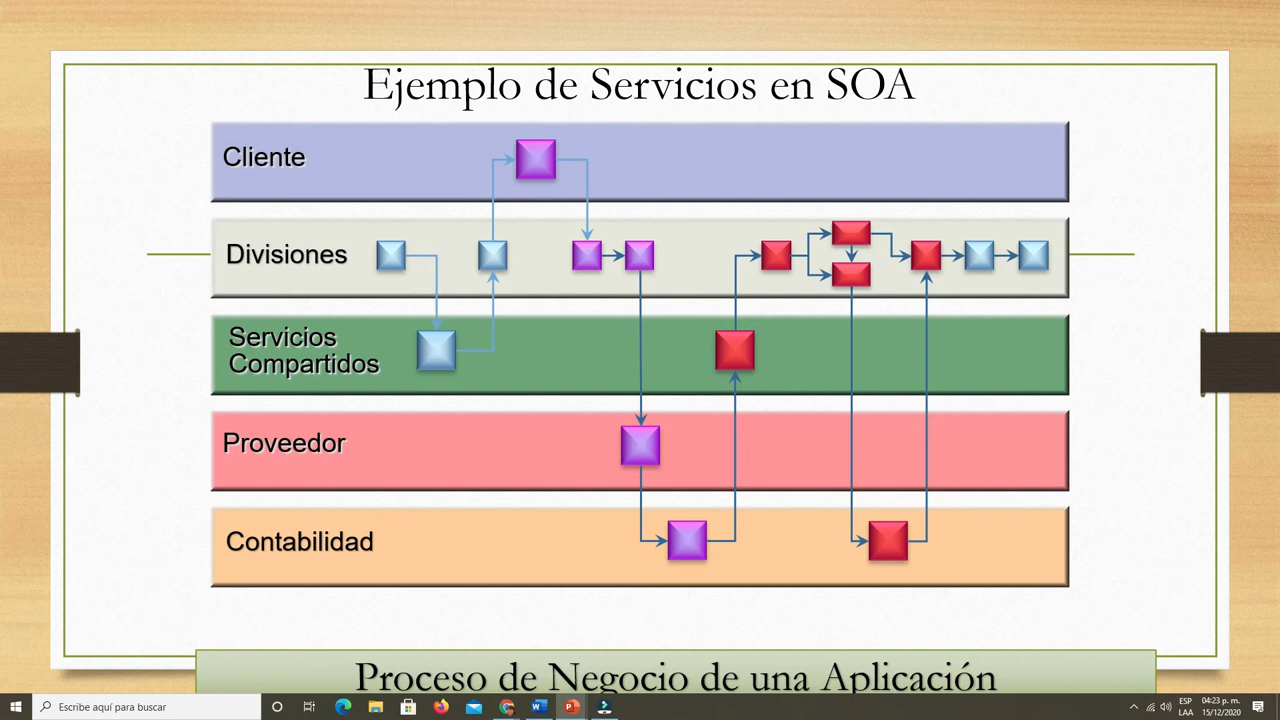 Ejemplo de Servicios en SOA
Cliente
Divisiones
Servicios
Compartidos
Proveedor
Contabilidad
Proceso de Negocio de una Aplicación
Escribe aquí para buscar
ESP
LAA
04:23 p. m.
15/12/2020